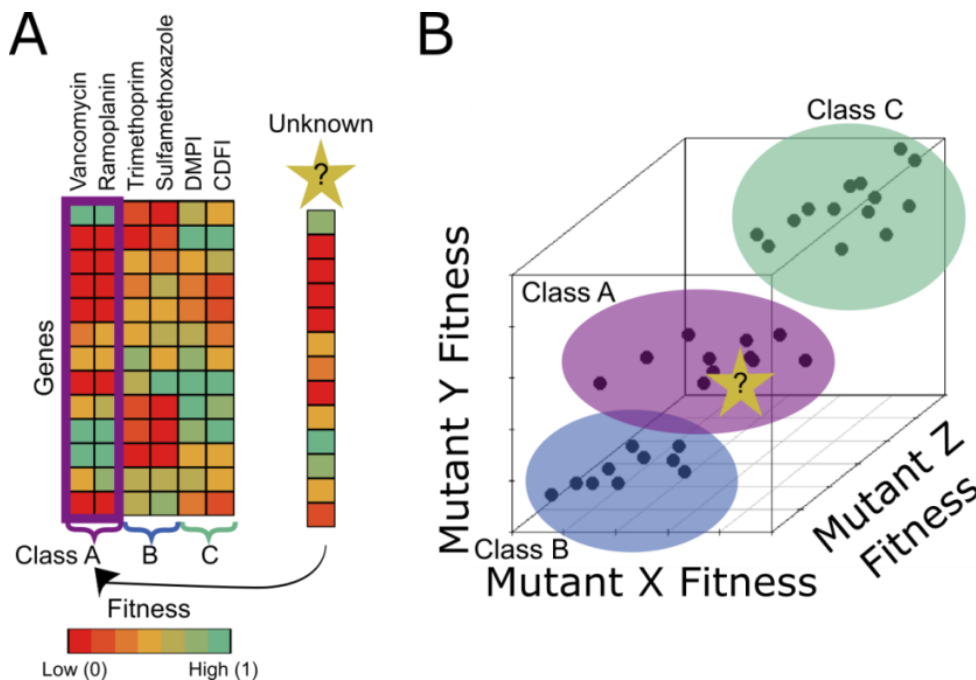 A
Vancomycin
Ramoplanin
Trimethoprim
Sulfamethoxazole
DMPI
CDFI
Unknown
?
Genes
Class A
B
C
Fitness
Low (0)
High (1)
B
Class C
Class A
?
Class B
Mutant Y Fitness
Mutant X Fitness
Mutant Z
Fitness